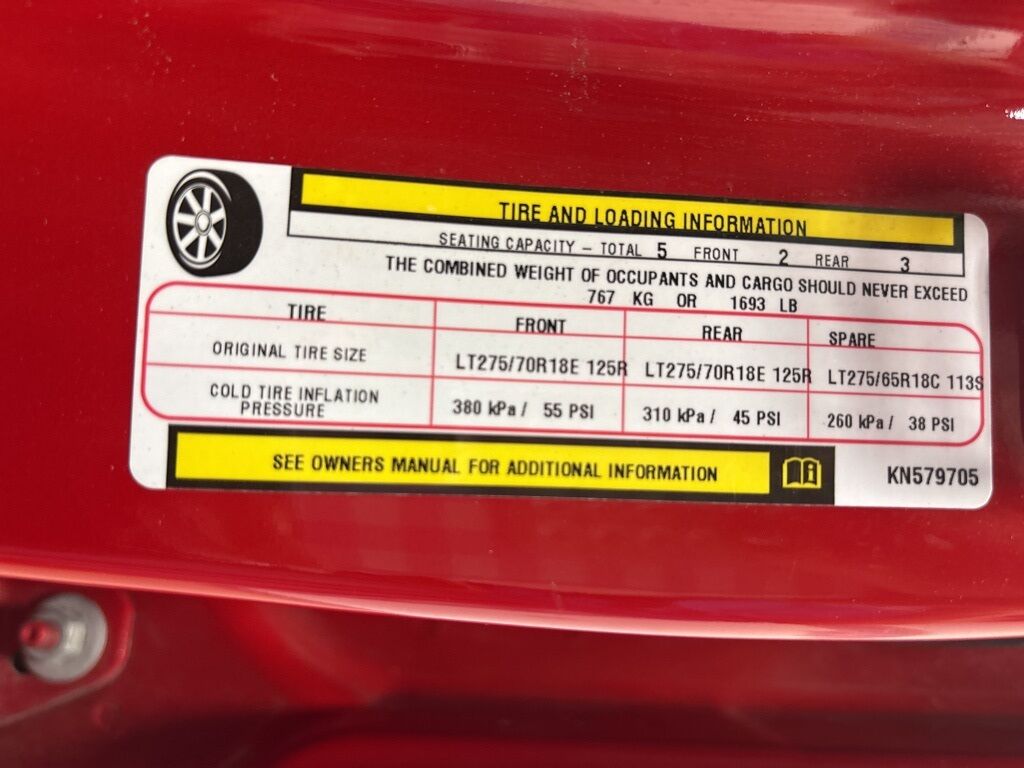 TIRE AND LOADING INFORMATION
SEATING CAPACITY – TOTAL 5 FRONT 2 REAR 3
THE COMBINED WEIGHT OF OCCUPANTS AND CARGO SHOULD NEVER EXCEED
767 KG OR 1693 LB
TIRE FRONT REAR SPARE
ORIGINAL TIRE SIZE LT275/70R18E 125R LT275/70R18E 125R LT275/65R18C 113S
COLD TIRE INFLATION
PRESSURE 380 kPa / 55 PSI 310 kPa / 45 PSI 260 kPa / 38 PSI
SEE OWNERS MANUAL FOR ADDITIONAL INFORMATION
KN579705